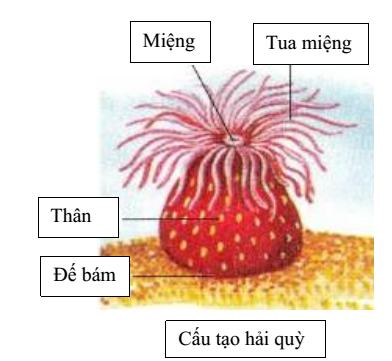 Miệng
Tua miệng
Thân
Đế bám
Cấu tạo hải quỳ